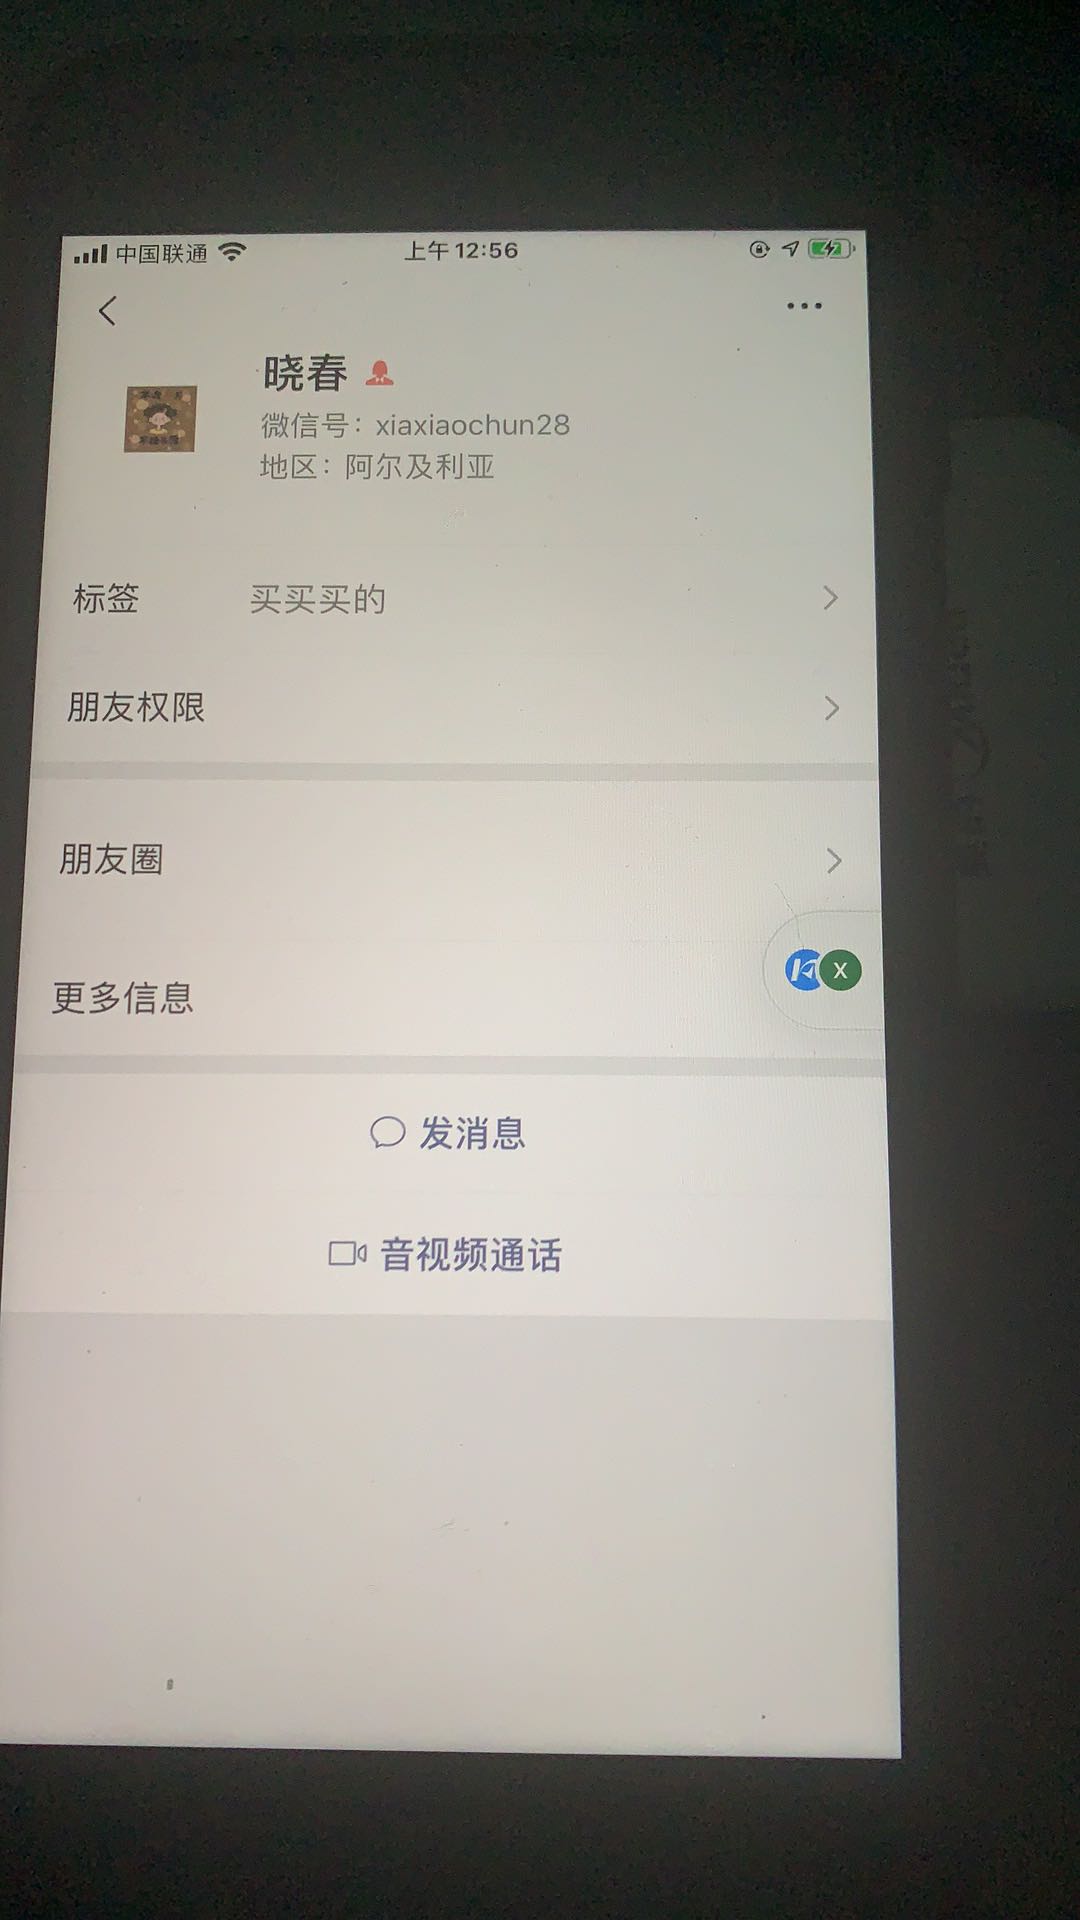 中国联通
上午12:56
晓春
微信号：xiaxiaochun28
地区：阿尔及利亚
标签 买买买的
朋友权限
朋友圈
X
更多信息
发消息
音视频通话